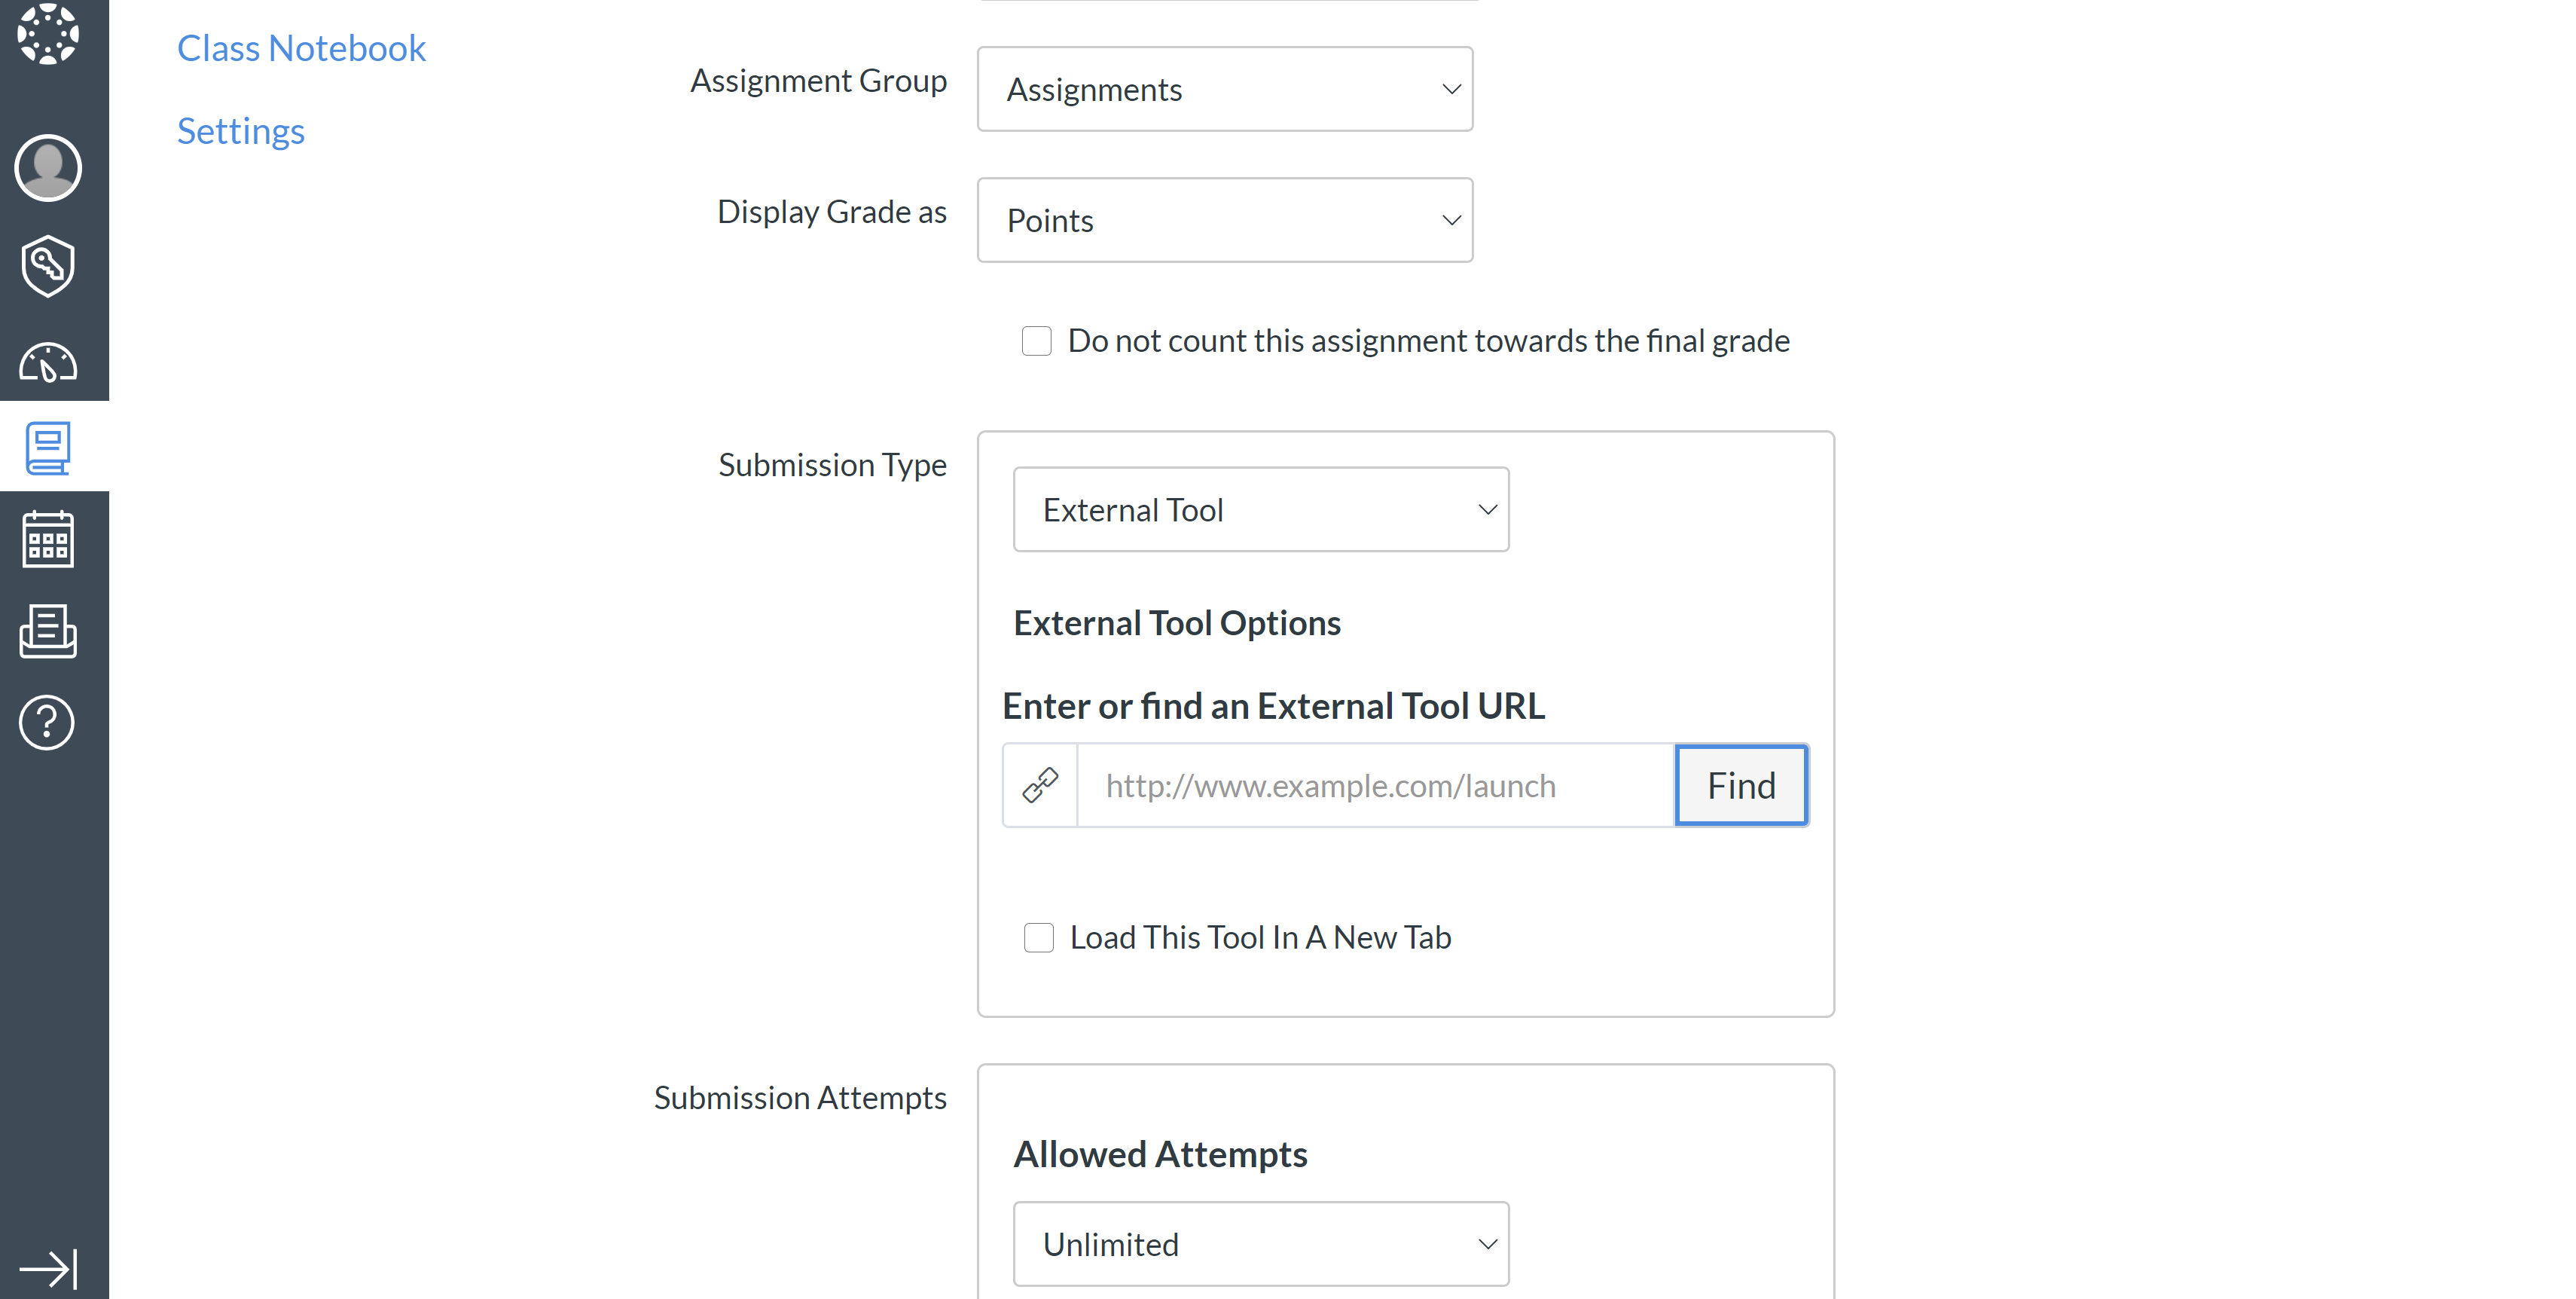 Class Notebook
Settings
Assignment Group
Assignments
Display Grade as
Points
Do not count this assignment towards the final grade
Submission Type
External Tool
External Tool Options
Enter or find an External Tool URL
http://www.example.com/launch
Find
Load This Tool In A New Tab
Submission Attempts
Allowed Attempts
Unlimited